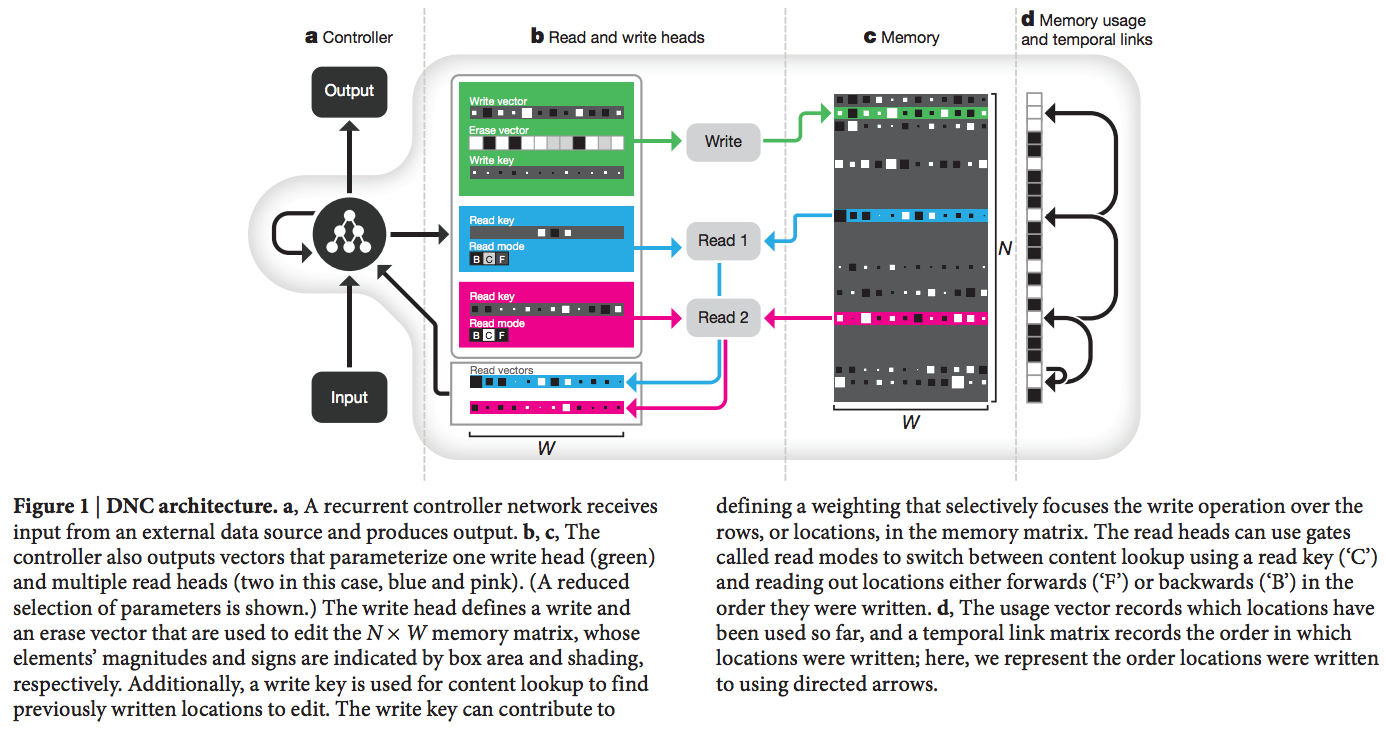 a Controller
b Read and write heads
c Memory
d Memory usage
and temporal links
Output
Input
Write vector
Erase vector
Write key
Read key
Read mode
B C F
Read key
Read mode
B C F
Read vectors
W
Write
Read 1
Read 2
N
W
Figure 1 | DNC architecture. a, A recurrent controller network receives
input from an external data source and produces output. b, c, The
controller also outputs vectors that parameterize one write head (green)
and multiple read heads (two in this case, blue and pink). (A reduced
selection of parameters is shown.) The write head defines a write and
an erase vector that are used to edit the N × W memory matrix, whose
elements’ magnitudes and signs are indicated by box area and shading,
respectively. Additionally, a write key is used for content lookup to find
previously written locations to edit. The write key can contribute to
defining a weighting that selectively focuses the write operation over the
rows, or locations, in the memory matrix. The read heads can use gates
called read modes to switch between content lookup using a read key (‘C’)
and reading out locations either forwards (‘F’) or backwards (‘B’) in the
order they were written. d, The usage vector records which locations have
been used so far, and a temporal link matrix records the order in which
locations were written; here, we represent the order locations were written
to using directed arrows.